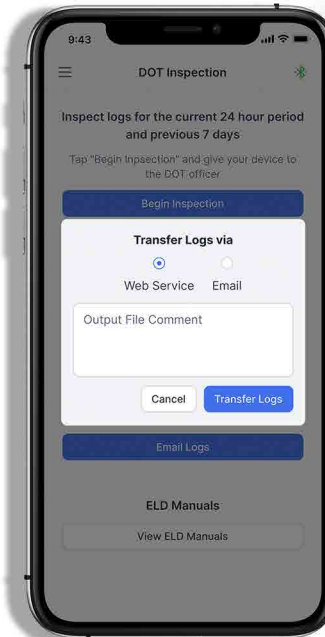 9:43
DOT Inspection
Inspect logs for the current 24 hour period
and previous 7 days
Tap "Begin Inpsection" and give your device to
the DOT officer
Begin Inspection
Transfer Logs via
Web Service Email
Output File Comment
Cancel Transfer Logs
Email Logs
ELD Manuals
View ELD Manuals